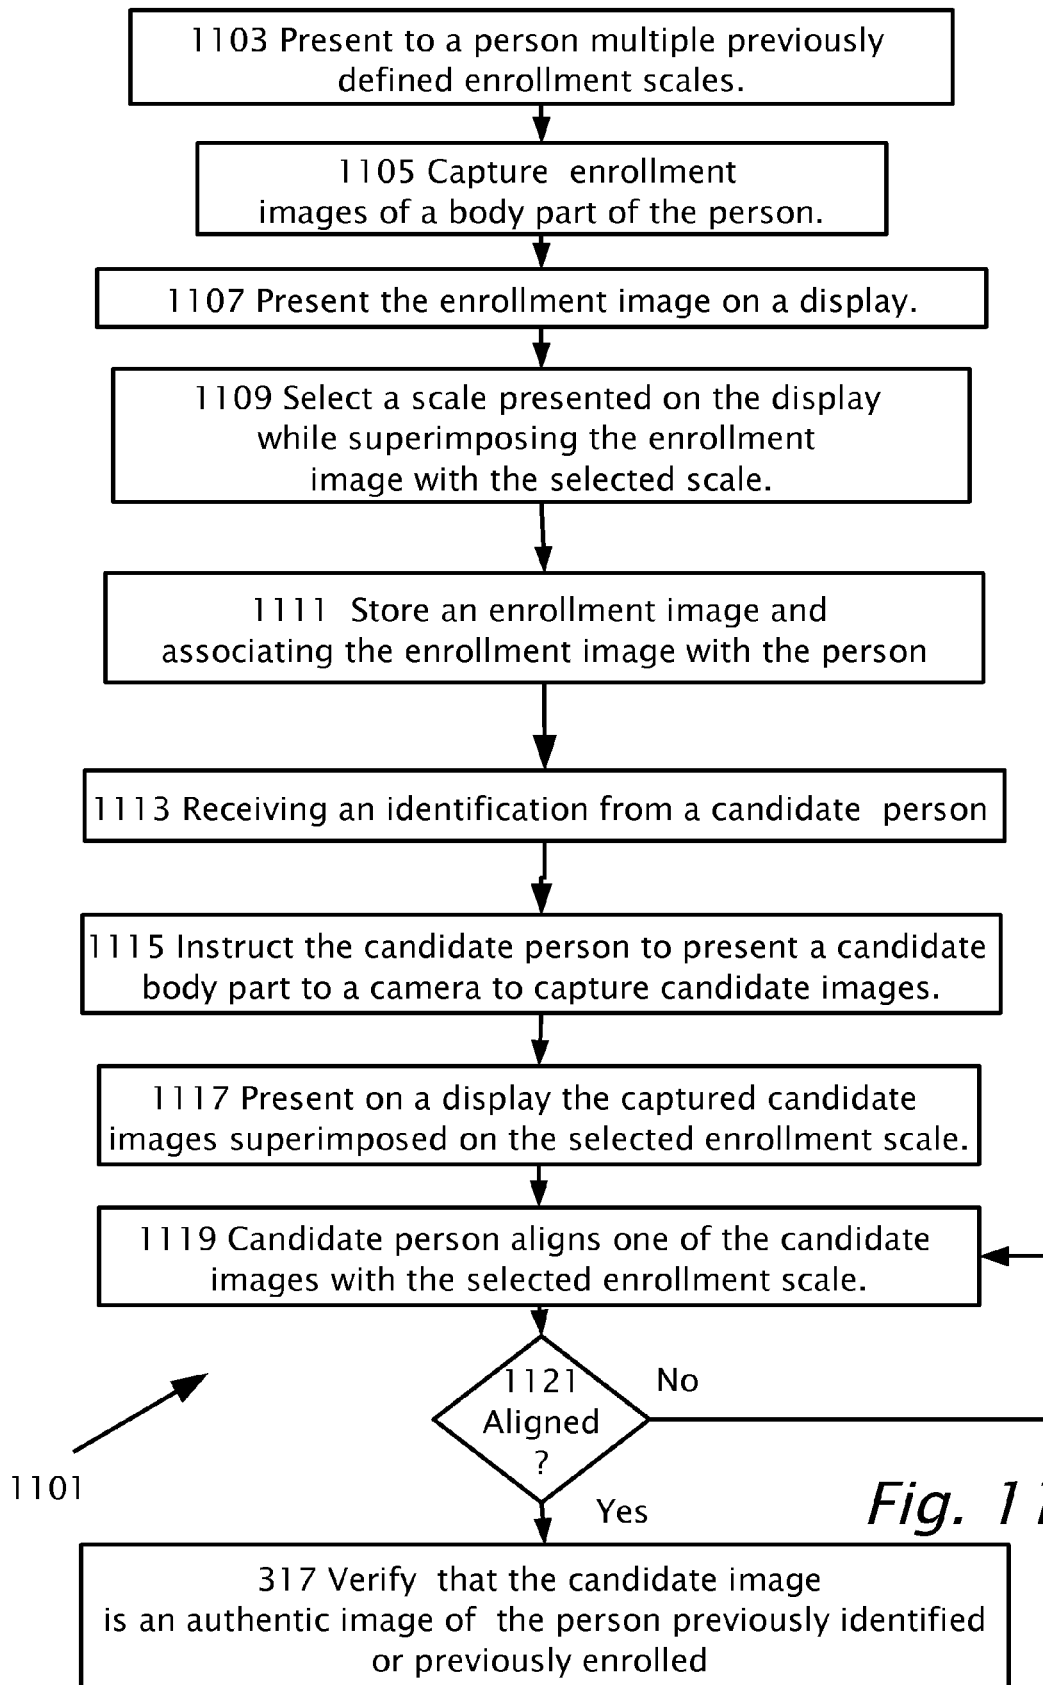 1103 Present to a person multiple previously
defined enrollment scales.
1105 Capture enrollment
images of a body part of the person.
1107 Present the enrollment image on a display.
1109 Select a scale presented on the display
while superimposing the enrollment
image with the selected scale.
1111 Store an enrollment image and
associating the enrollment image with the person
1113 Receiving an identification from a candidate person
1115 Instruct the candidate person to present a candidate
body part to a camera to capture candidate images.
1117 Present on a display the captured candidate
images superimposed on the selected enrollment scale.
1119 Candidate person aligns one of the candidate
images with the selected enrollment scale.
1121
Aligned
?
No
Yes
1101
Fig. 11
317 Verify that the candidate image
is an authentic image of the person previously identified
or previously enrolled